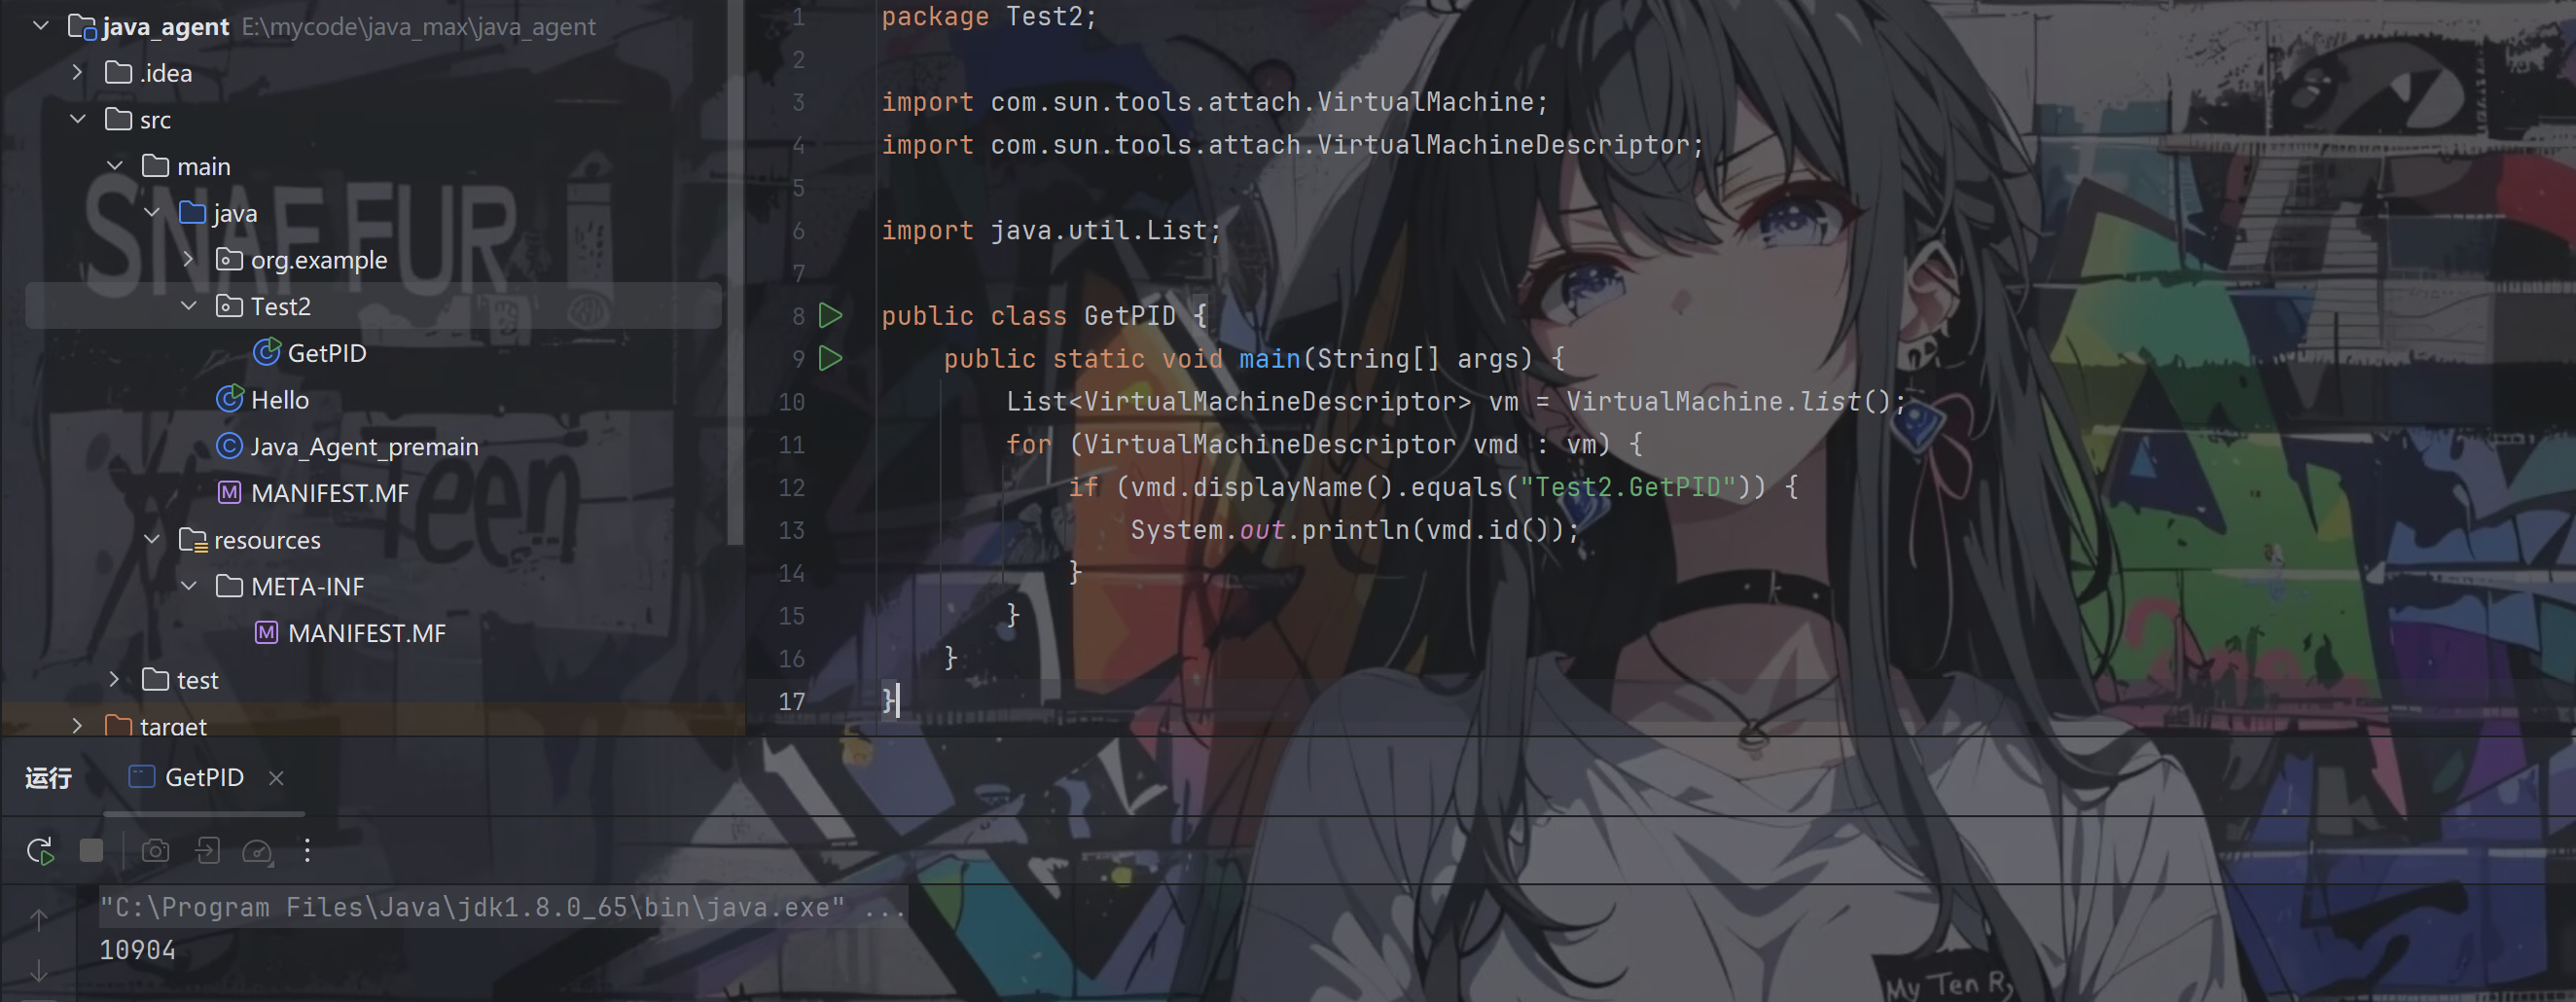 java_agent E:\mycode\java_max\java_agent
.idea
src
main
java
org.example
Test2
GetPID
Hello
Java_Agent_premain
MANIFEST.MF
resources
META-INF
MANIFEST.MF
test
target
SNAFFUR
Teen
1 package Test2;
2
3 import com.sun.tools.attach.VirtualMachine;
4 import com.sun.tools.attach.VirtualMachineDescriptor;
5
6 import java.util.List;
7
8 public class GetPID {
9 public static void main(String[] args) {
10 List<VirtualMachineDescriptor> vm = VirtualMachine.list();
11 for (VirtualMachineDescriptor vmd : vm) {
12 if (vmd.displayName().equals("Test2.GetPID")) {
13 System.out.println(vmd.id());
14 }
15 }
16 }
17 }
运行 GetPID
"C:\Program Files\Java\jdk1.8.0_65\bin\java.exe" ...
10904
My Ten R